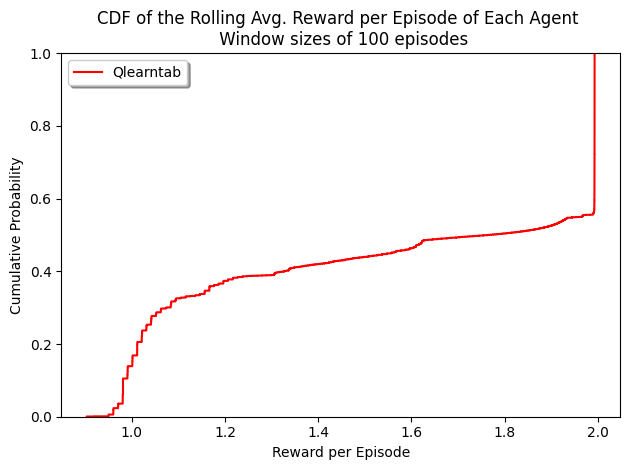 CDF of the Rolling Avg. Reward per Episode of Each Agent
Window sizes of 100 episodes
Qlearntab
Cumulative Probability
1.0
0.8
0.6
0.4
0.2
0.0
1.0 1.2 1.4 1.6 1.8 2.0
Reward per Episode